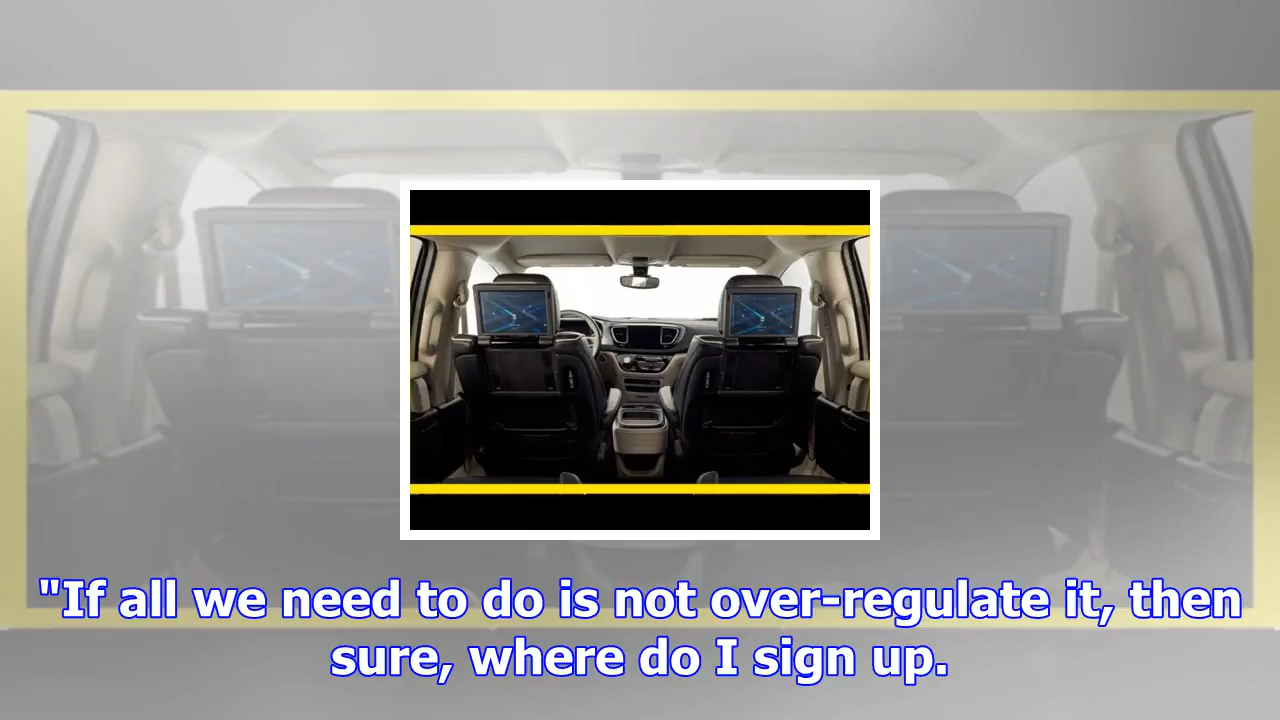 "If all we need to do is not over-regulate it, then
sure, where do I sign up.